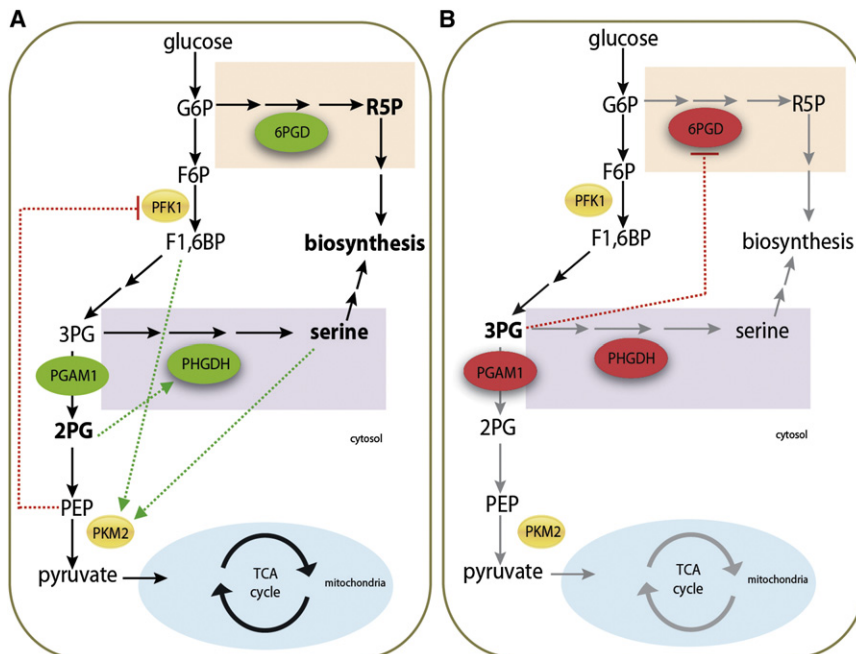 A
glucose
G6P
R5P
6PGD
F6P
PFK1
F1,6BP
biosynthesis
3PG
serine
PHGDH
PGAM1
2PG
cytosol
PEP
PKM2
pyruvate
TCA
cycle
mitochondria
B
glucose
G6P
R5P
6PGD
F6P
PFK1
F1,6BP
biosynthesis
3PG
serine
PHGDH
PGAM1
2PG
cytosol
PEP
PKM2
pyruvate
TCA
cycle
mitochondria